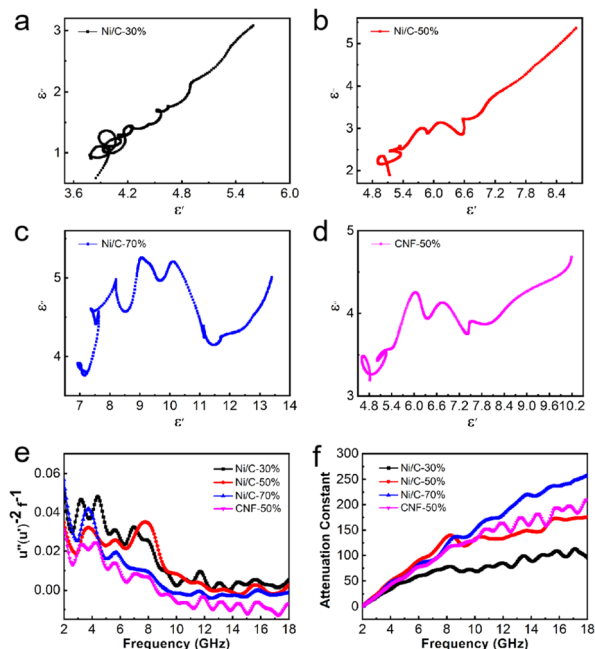 a
Ni/C-30%
3
2
1
ε″
3.6 4.2 4.8 5.4 6.0
ε′
b
Ni/C-50%
5
4
3
2
ε″
4.8 5.6 6.4 7.2 8.0 8.4
ε′
c
Ni/C-70%
5
4
ε″
7 8 9 10 11 12 13 14
ε′
d
CNF-50%
5
4
3
ε″
4.8 5.4 6.0 6.6 7.2 7.8 8.4 9.0 9.6 10.2
ε′
e
Ni/C-30%
Ni/C-50%
Ni/C-70%
CNF-50%
0.06
0.04
0.02
0.00
u''(u')-2 f-1
2 4 6 8 10 12 14 16 18
Frequency (GHz)
f
Ni/C-30%
Ni/C-50%
Ni/C-70%
CNF-50%
300
250
200
150
100
50
0
Attenuation Constant
2 4 6 8 10 12 14 16 18
Frequency (GHz)